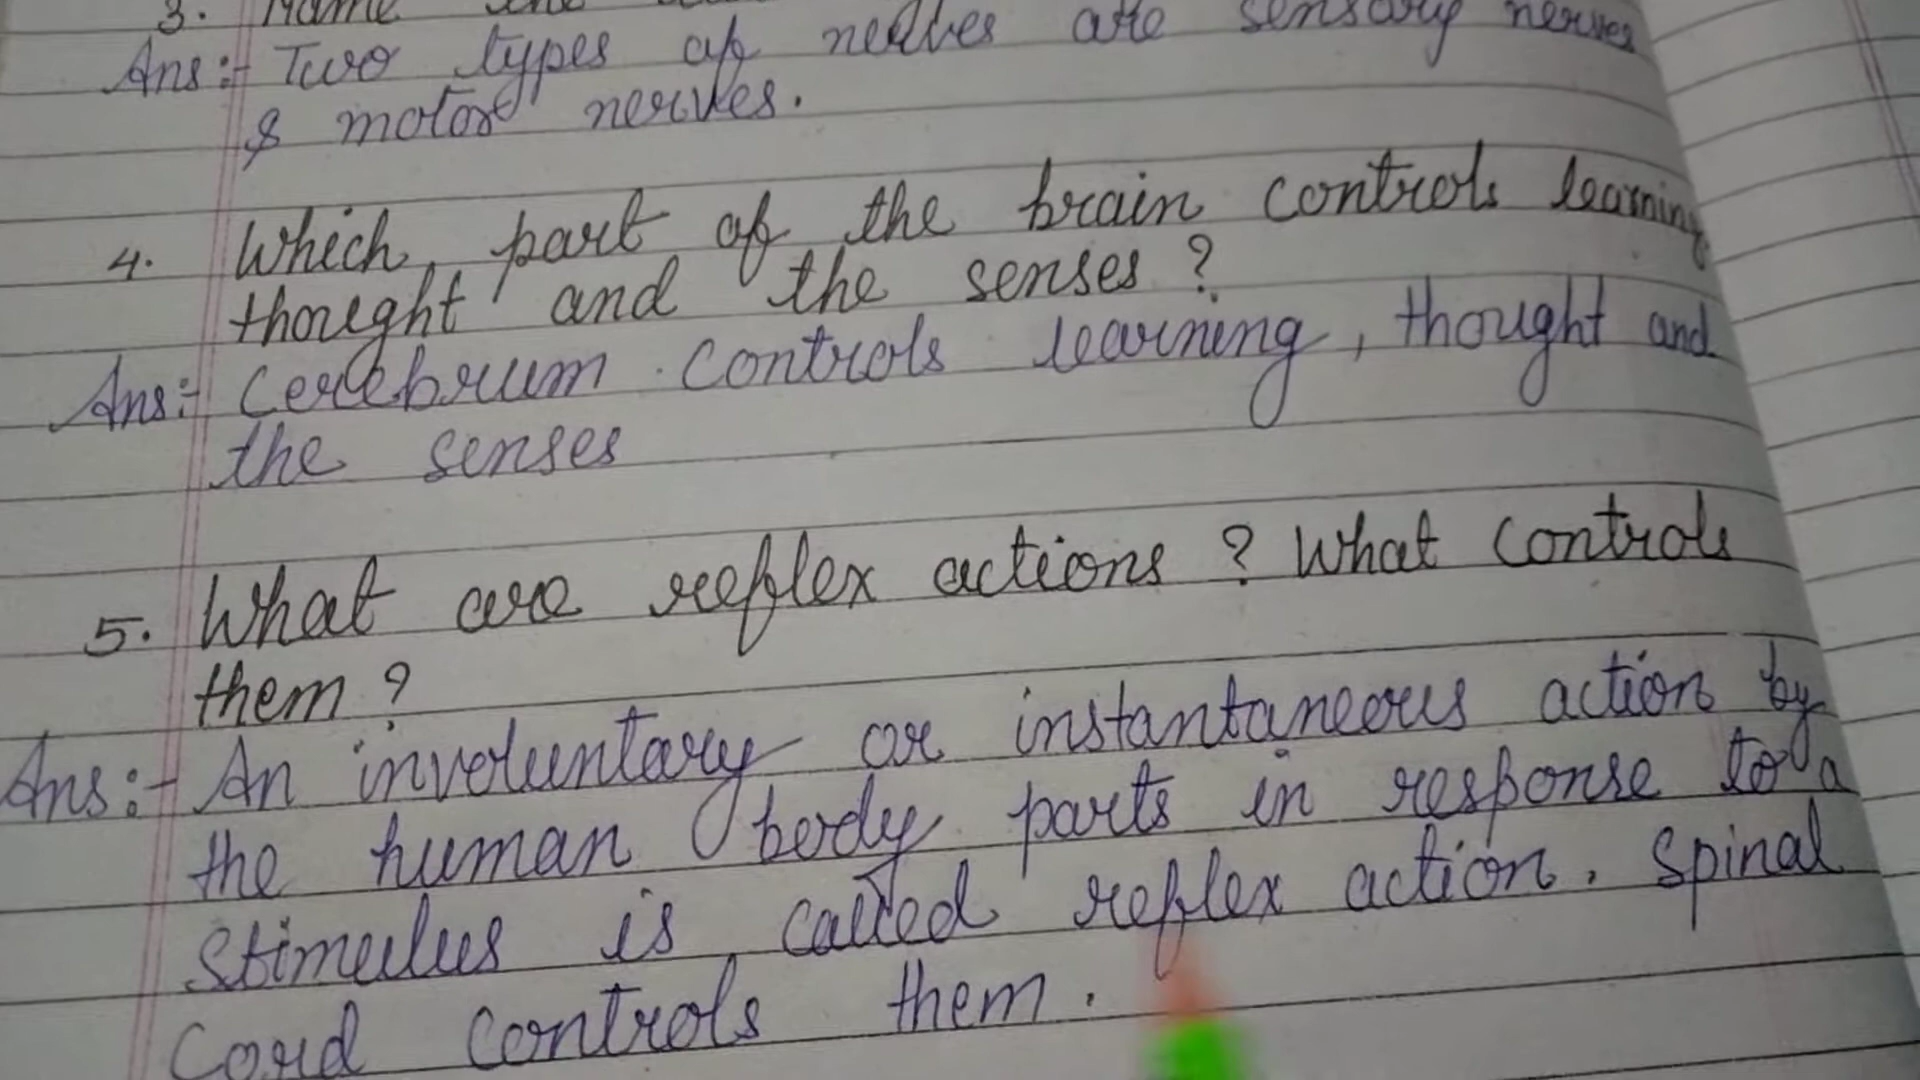 3. Name the
Ans:- Two types of nerves are sensory nerves
& motor nerves.
4. Which part of the brain controls learning,
thought and the senses ?
Ans:- Cerebrum controls learning, thought and
the senses
5. What are reflex actions ? What controls
them ?
Ans:- An involuntary or instantaneous action by
the human body parts in response to a
stimulus is called reflex action. Spinal
Cord controls them.